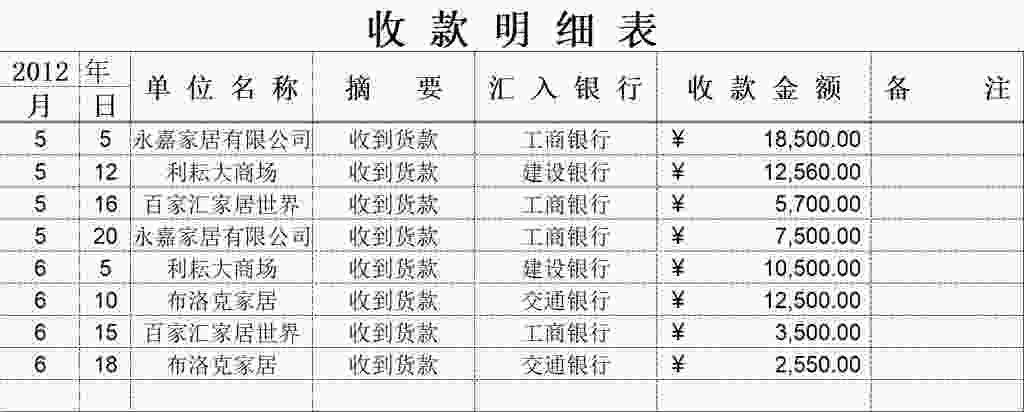 收款明细表
2012 年 单位名称 摘 要 汇入银行 收款金额 备 注
月 日
5 5 永嘉家居有限公司 收到货款 工商银行 ¥ 18,500.00
5 12 利耘大商场 收到货款 建设银行 ¥ 12,560.00
5 16 百家汇家居世界 收到货款 工商银行 ¥ 5,700.00
5 20 永嘉家居有限公司 收到货款 工商银行 ¥ 7,500.00
6 5 利耘大商场 收到货款 建设银行 ¥ 10,500.00
6 10 布洛克家居 收到货款 交通银行 ¥ 12,500.00
6 15 百家汇家居世界 收到货款 工商银行 ¥ 3,500.00
6 18 布洛克家居 收到货款 交通银行 ¥ 2,550.00